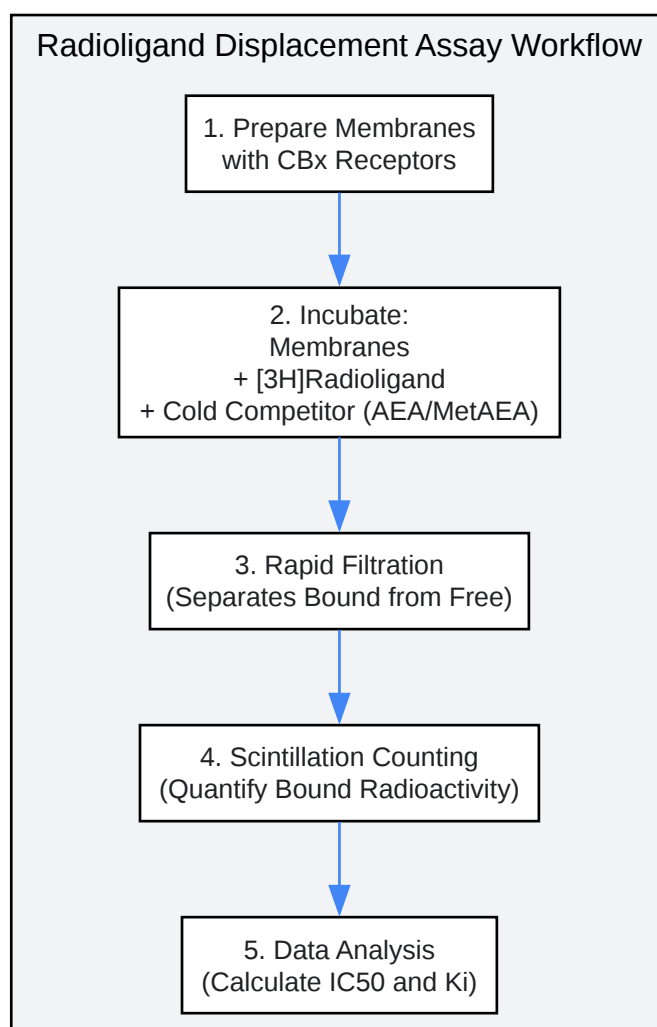 Radioligand Displacement Assay Workflow
1. Prepare Membranes
with CBx Receptors
2. Incubate:
Membranes
+ [3H]Radioligand
+ Cold Competitor (AEA/MetAEA)
3. Rapid Filtration
(Separates Bound from Free)
4. Scintillation Counting
(Quantify Bound Radioactivity)
5. Data Analysis
(Calculate IC50 and Ki)